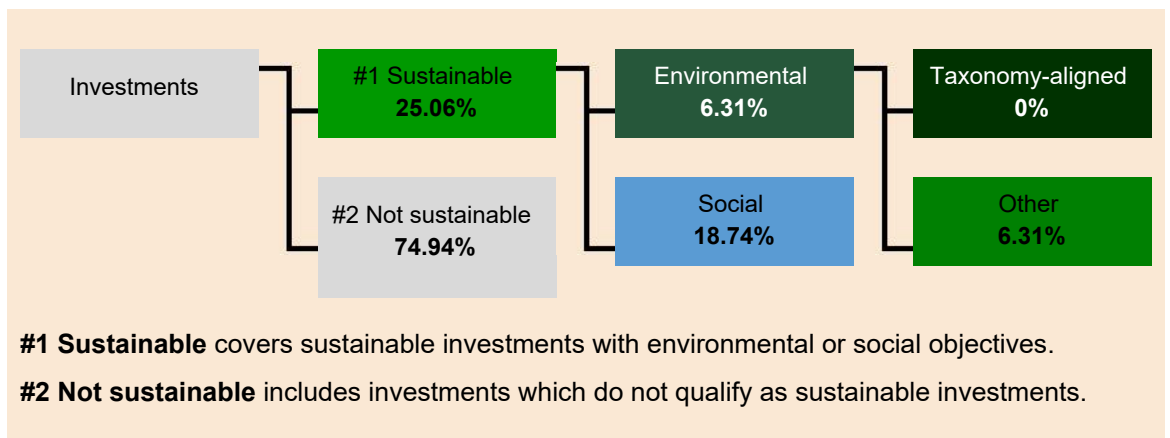 Investments
#1 Sustainable
25.06%
Environmental
6.31%
Taxonomy-aligned
0%
#2 Not sustainable
74.94%
Social
18.74%
Other
6.31%
#1 Sustainable covers sustainable investments with environmental or social objectives.
#2 Not sustainable includes investments which do not qualify as sustainable investments.